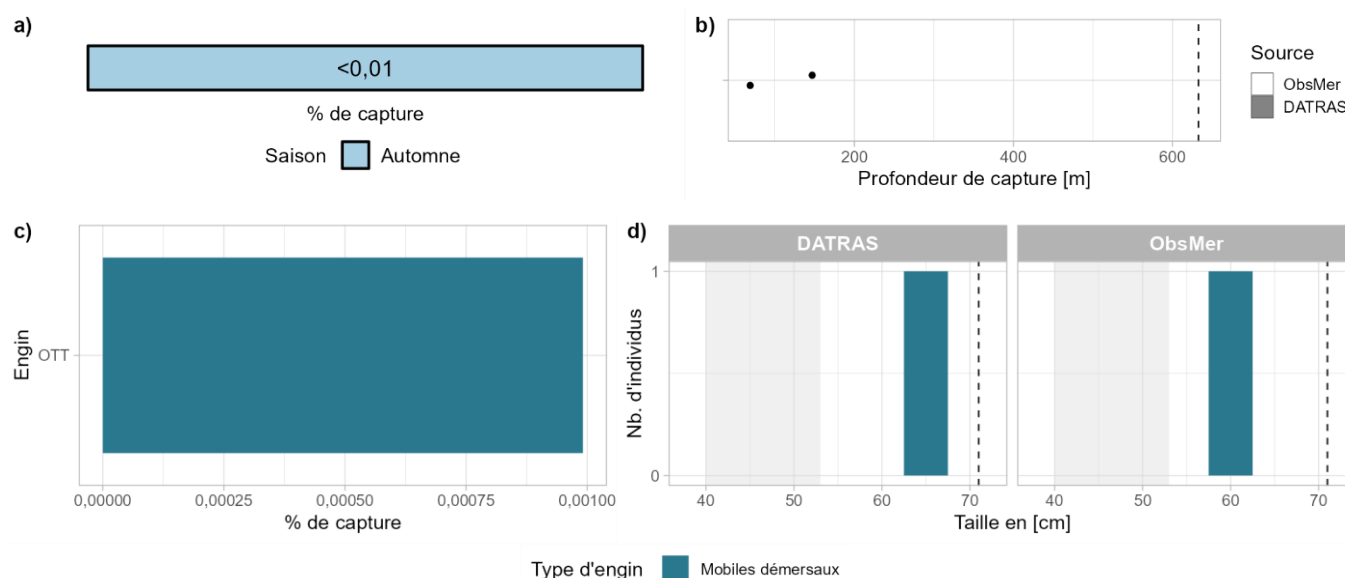 a)
<0,01
% de capture
Saison Automne
b)
200 400 600
Profondeur de capture [m]
Source
ObsMer
DATRAS
c)
Engin
OTT
0,00000 0,00025 0,00050 0,00075 0,00100
% de capture
d)
DATRAS ObsMer
Nb. d'individus
1
0
40 50 60 70 40 50 60 70
Taille en [cm]
Type d'engin Mobiles démersaux